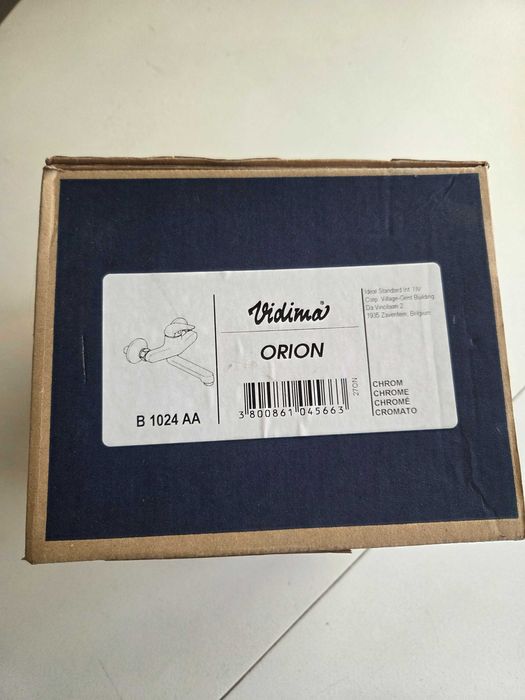 Vidima®
ORION
B 1024 AA
3 800861 045663
27ON
Ideal Standard Int. NV
Corp. Village-Gent Building
Da Vincilaan 2
1935 Zaventem, Belgium
CHROM
CHROME
CHROMÉ
CROMATO